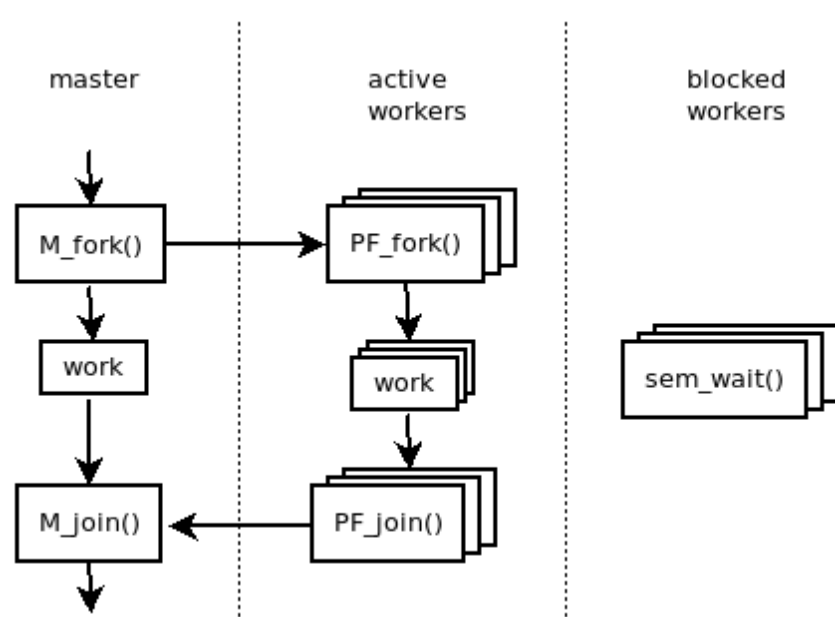 master
active
workers
blocked
workers
M_fork()
PF_fork()
work
work
sem_wait()
M_join()
PF_join()